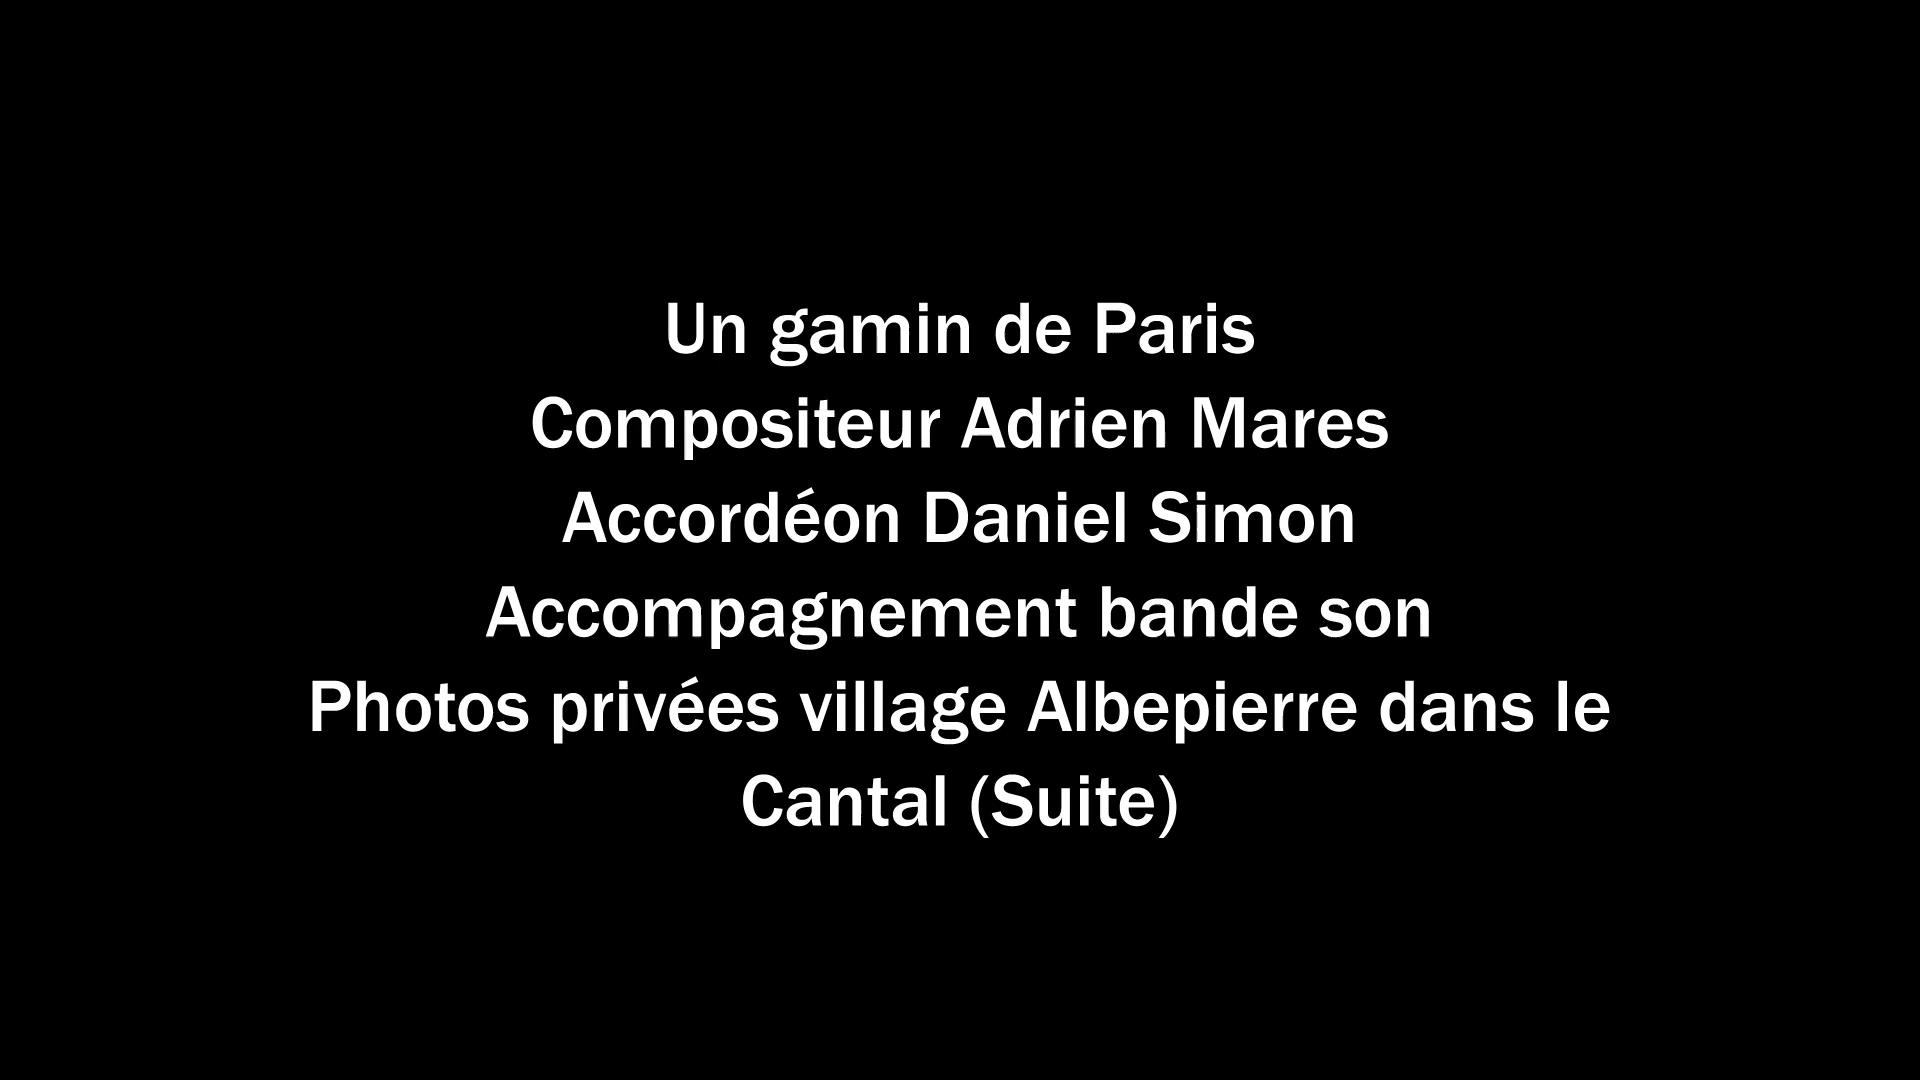 Un gamin de Paris
Compositeur Adrien Mares
Accordéon Daniel Simon
Accompagnement bande son
Photos privées village Albepierre dans le
Cantal (Suite)